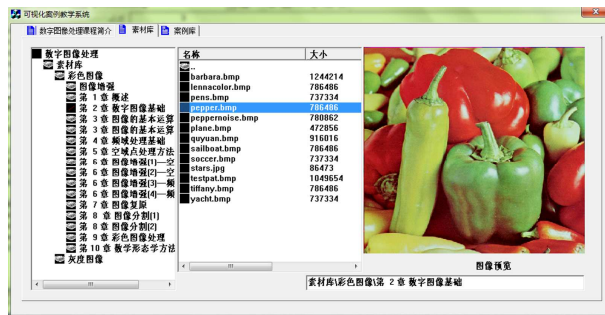 可视化案例教学系统
数字图像处理课程简介 素材库 案例库
数字图像处理
素材库
彩色图像
图像增强
第 1 章 概述
第 2 章 数字图像基础
第 3 章 图像的基本运算
第 3 章 图像的基本运算
第 4 章 频域处理基础
第 5 章 空域点处理方法
第 6 章 图像增强(1)—空
第 6 章 图像增强(2)—空
第 6 章 图像增强(3)—频
第 6 章 图像增强(4)—频
第 7 章 图像复原
第 8 章 图像分割(1)
第 8 章 图像分割(2)
第 9 章 彩色图像处理
第 10 章 数学形态学方法
灰度图像
名称 大小
..
barbara.bmp 1244214
lennacolor.bmp 786486
pens.bmp 737334
pepper.bmp 786486
peppernoise.bmp 780862
plane.bmp 472856
quyuan.bmp 916016
sailboat.bmp 786486
soccer.bmp 737334
stars.jpg 86473
testpat.bmp 1049654
tiffany.bmp 786486
yacht.bmp 737334
图像预览
素材库\彩色图像\第 2 章 数字图像基础